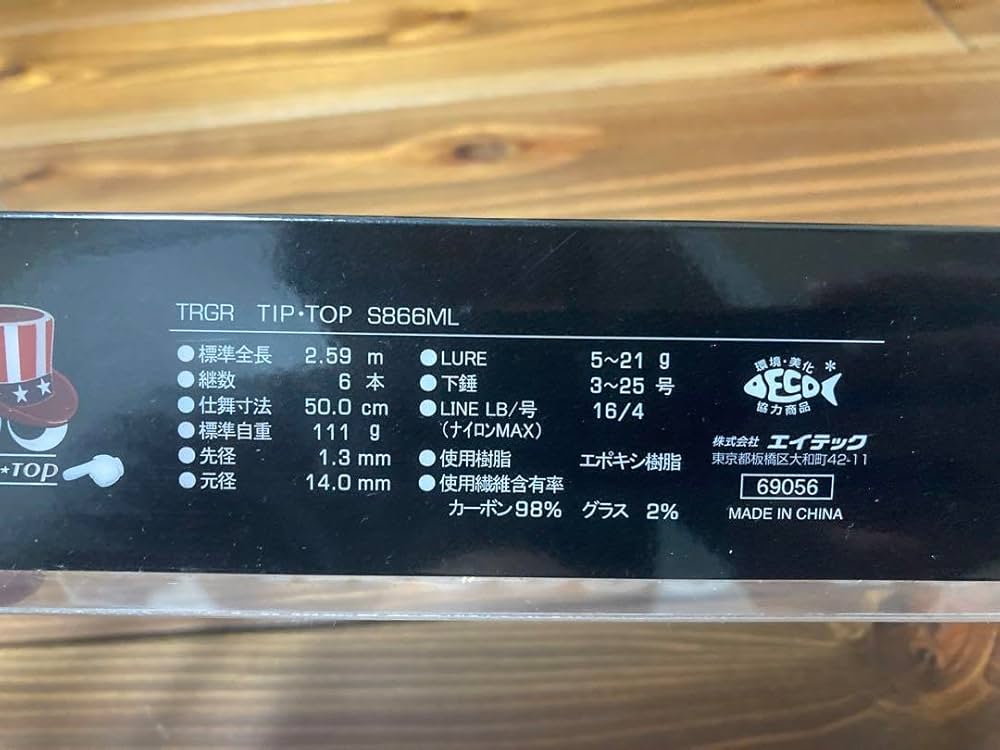 ★TOP
TRGR TIP・TOP S866ML
●標準全長 2.59 m
●継数 6 本
●仕舞寸法 50.0 cm
●標準自重 111 g
●先径 1.3 mm
●元径 14.0 mm
●LURE 5～21 g
●下錘 3～25 号
●LINE LB/号 16/4
(ナイロンMAX)
●使用樹脂 エポキシ樹脂
●使用繊維含有率
カーボン98% グラス 2%
環境・美化
DECO
協力商品
株式会社 エイテック
東京都板橋区大和町42-11
69056
MADE IN CHINA